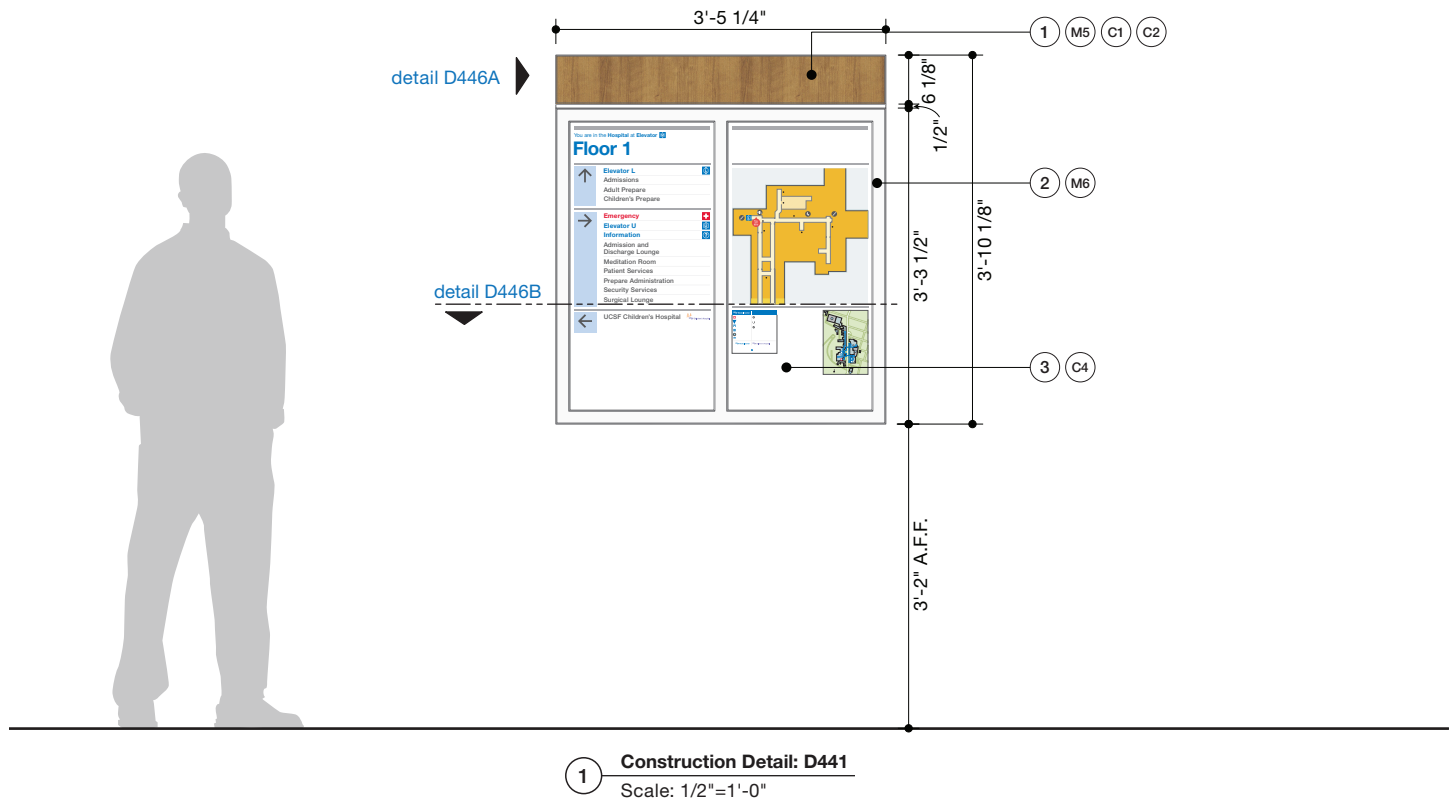 3'-5 1/4"
1 M5 C1 C2
detail D446A
6 1/8"
1/2"
You are in the Hospital at Elevator
Floor 1
Elevator L
Admissions
Adult Prepare
Children's Prepare
Emergency
Elevator U
Information
Admission and
Discharge Lounge
Meditation Room
Patient Services
Prepare Administration
Security Services
Surgical Lounge
UCSF Children's Hospital
2 M6
3'-3 1/2"
3'-10 1/8"
detail D446B
3 C4
3'-2" A.F.F.
1 Construction Detail: D441
Scale: 1/2"=1'-0"